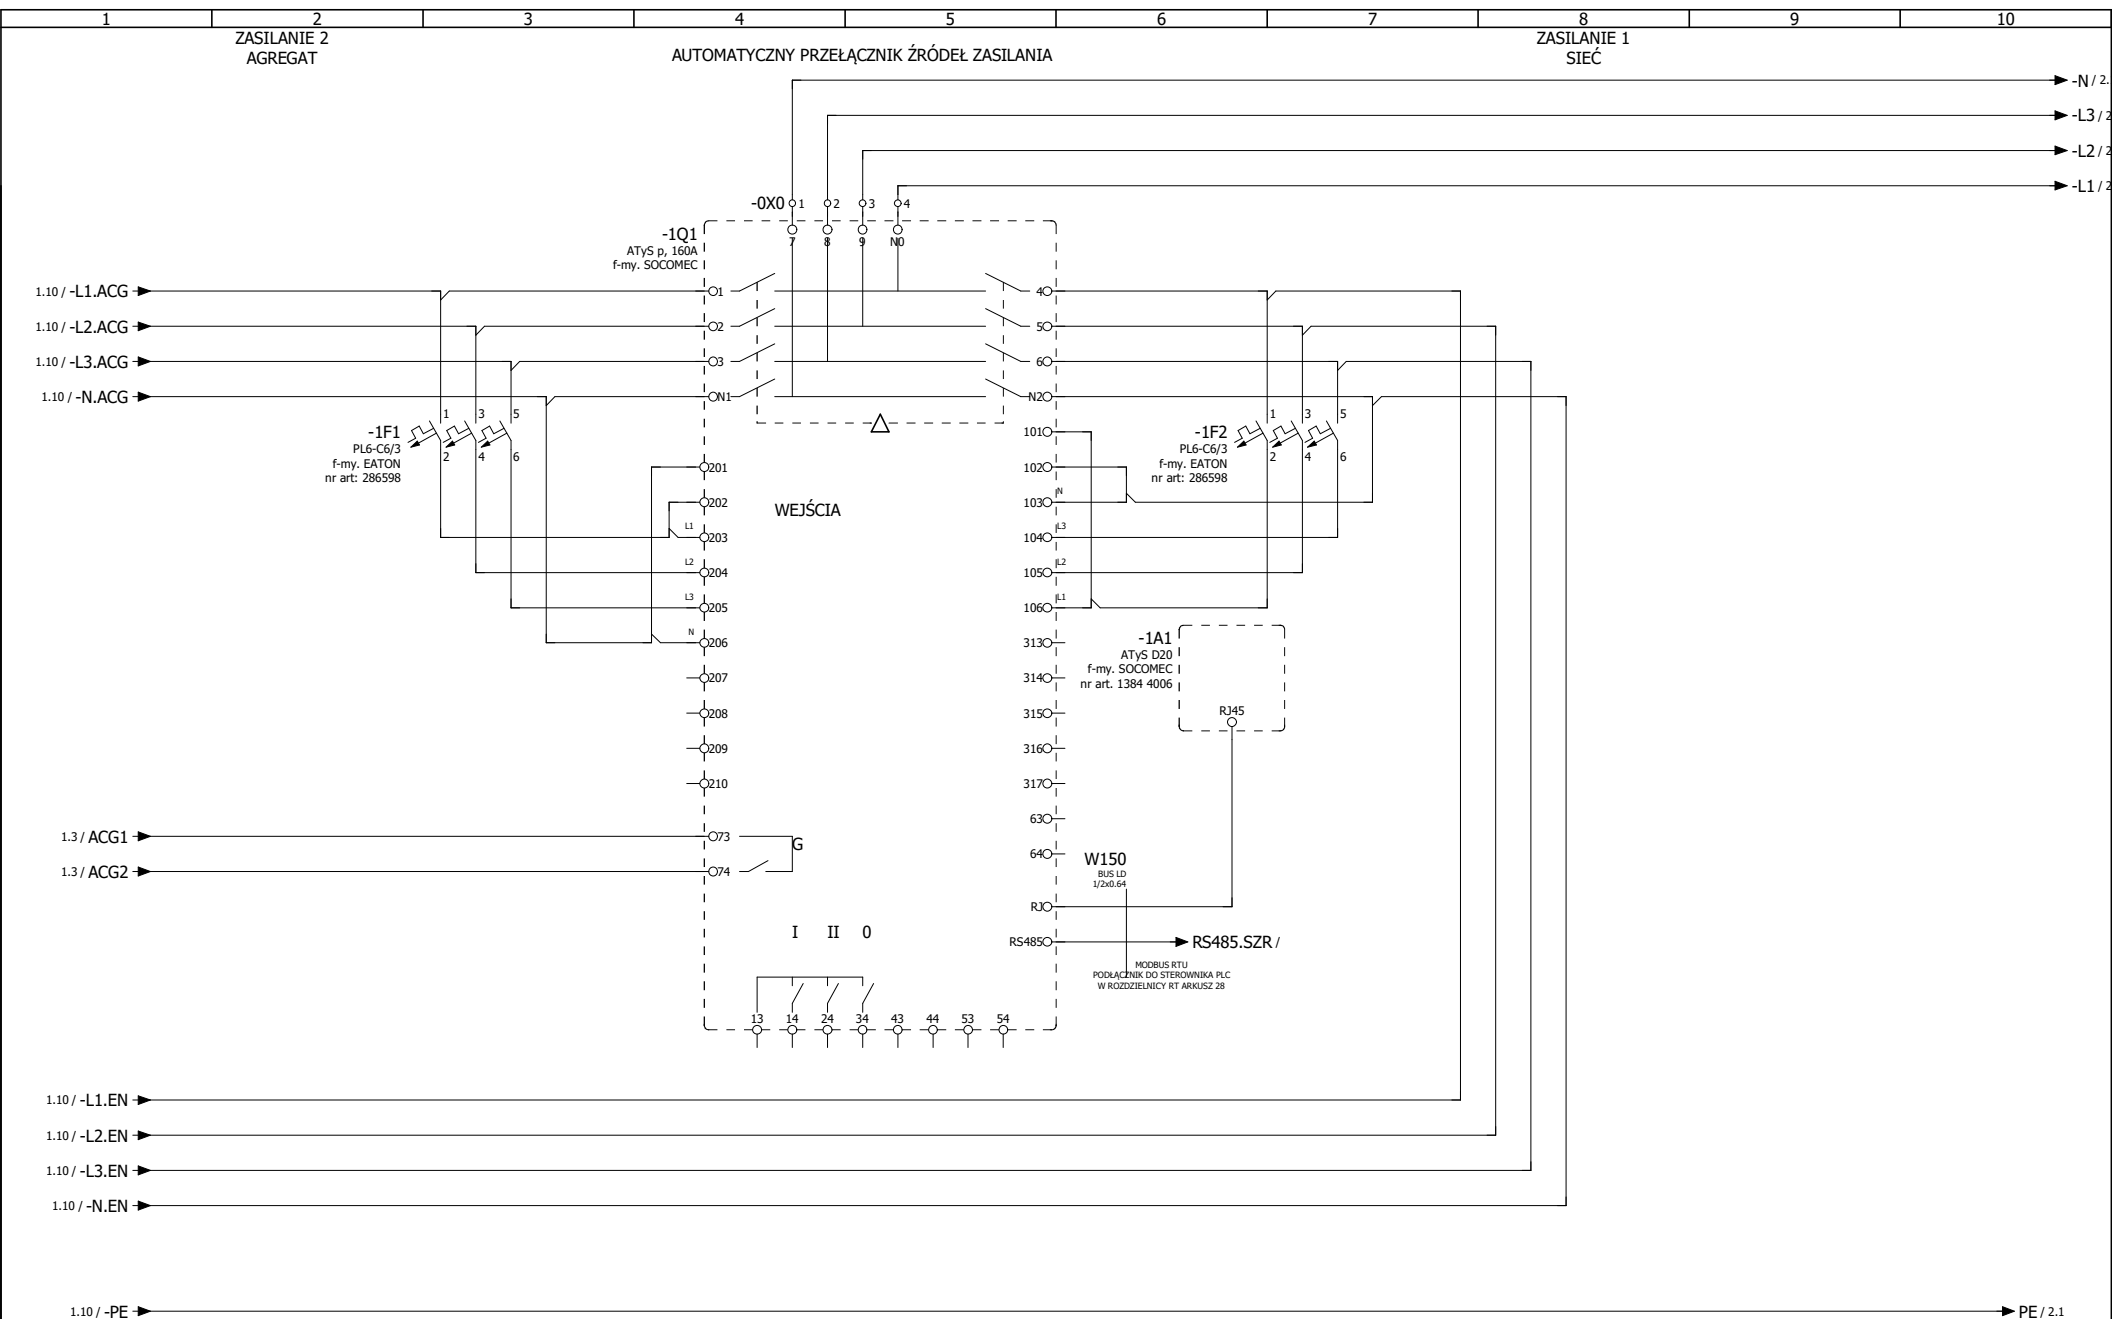 1 2 3 4 5 6 7 8 9 10
ZASILANIE 2
AGREGAT
AUTOMATYCZNY PRZEŁĄCZNIK ŹRÓDEŁ ZASILANIA
ZASILANIE 1
SIEĆ
-N / 2.
-L3 / 2
-L2 / 2
-L1 / 2
-0X0 1 2 3 4
-1Q1
ATyS p, 160A
f-my. SOCOMEC
7 8 9 N0
1.10 / -L1.ACG
1.10 / -L2.ACG
1.10 / -L3.ACG
1.10 / -N.ACG
1 4
2 5
3 6
N1 N2
-1F1
PL6-C6/3
f-my. EATON
nr art: 286598
1 3 5
2 4 6
-1F2
PL6-C6/3
f-my. EATON
nr art: 286598
1 3 5
2 4 6
WEJŚCIA
201
202
L1 203
L2 204
L3 205
N 206
207
208
209
210
101
102
103 N
104 L3
105 L2
106 L1
313
314
315
316
317
63
64
RJ
RS485
-1A1
ATyS D20
f-my. SOCOMEC
nr art. 1384 4006
RJ45
1.3 / ACG1
1.3 / ACG2
73
74
G
W150
BUS LD
1/2x0.64
RS485.SZR /
MODBUS RTU
PODŁĄCZNIK DO STEROWNIKA PLC
W ROZDZIELNICY RT ARKUSZ 28
I II 0
13 14 24 34 43 44 53 54
1.10 / -L1.EN
1.10 / -L2.EN
1.10 / -L3.EN
1.10 / -N.EN
1.10 / -PE
PE / 2.1